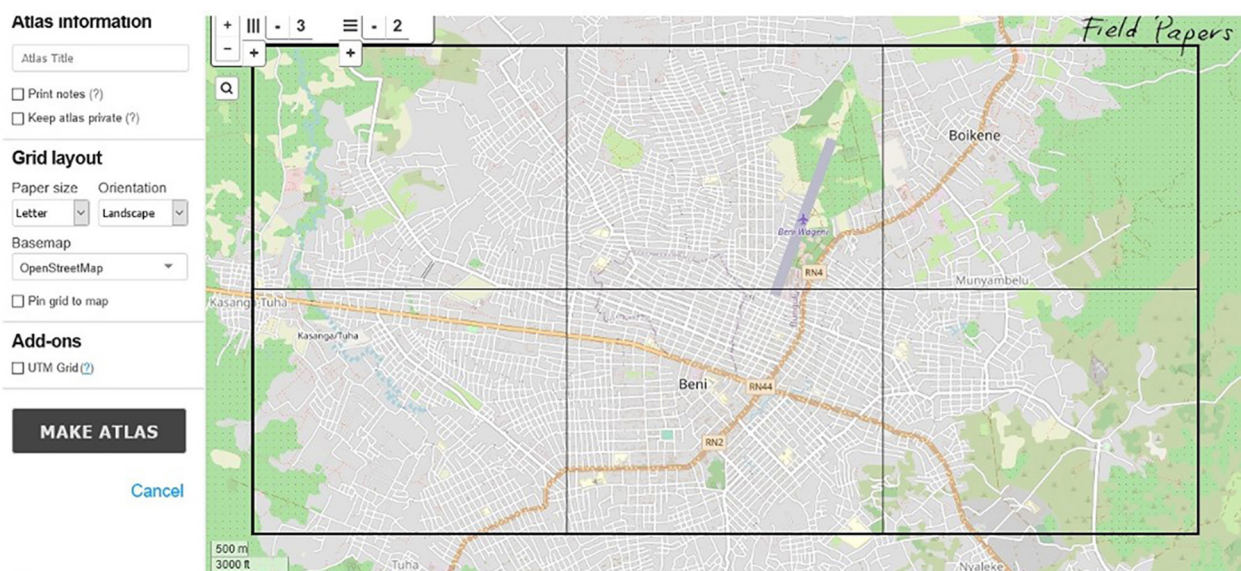 Atlas information
Atlas Title
Print notes (?)
Keep atlas private (?)
Grid layout
Paper size Orientation
Letter Landscape
Basemap
OpenStreetMap
Pin grid to map
Add-ons
UTM Grid(?)
MAKE ATLAS
Cancel
+ - 3 - 2
− + +
Field Papers
Boikene
Beni Wageni
RN4
Munyambelu
Kasanga-Tuha
Kasanga/Tuha
Beni
RN44
RN2
500 m
3000 ft
Tuha
Nyaleke